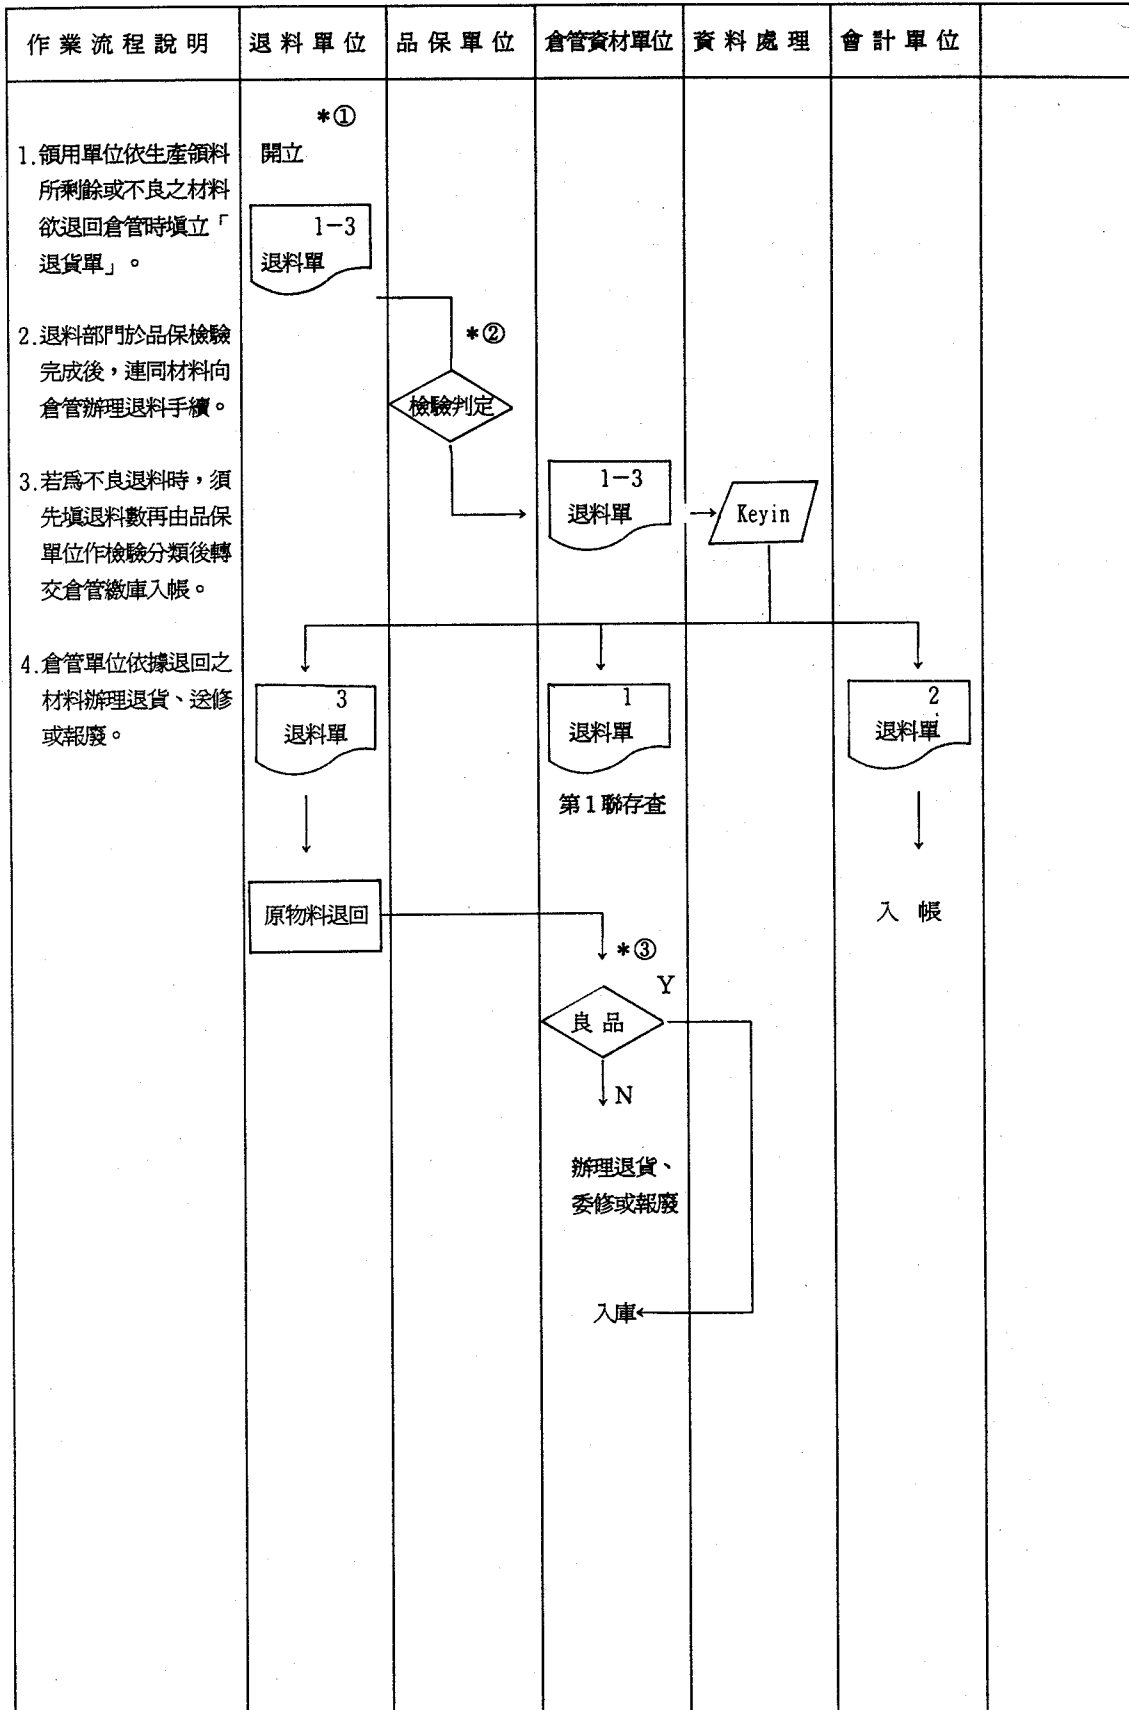 作業流程說明
退料單位
品保單位
倉管資材單位
資料處理
會計單位
1.領用單位依生產領料
所剩餘或不良之材料
欲退回倉管時填立「
退貨單」。
2.退料部門於品保檢驗
完成後，連同材料向
倉管辦理退料手續。
3.若為不良退料時，須
先填退料數再由品保
單位作檢驗分類後轉
交倉管繳庫入帳。
4.倉管單位依據退回之
材料辦理退貨、送修
或報廢。
*①
開立
1-3
退料單
*②
檢驗判定
1-3
退料單
Keyin
3
退料單
1
退料單
第1聯存查
2
退料單
原物料退回
入帳
*③
Y
良品
N
辦理退貨、
委修或報廢
入庫